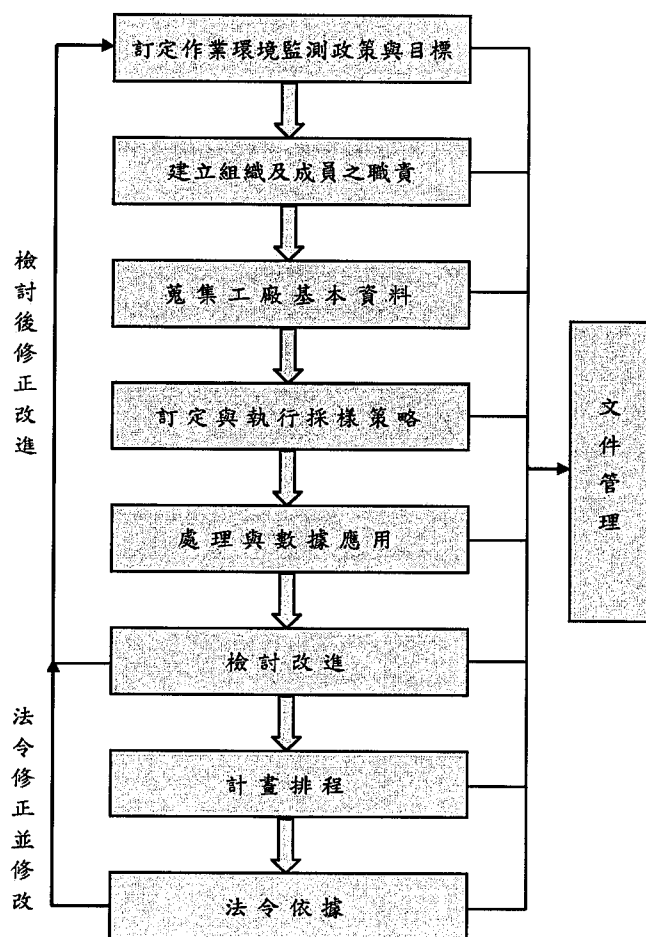 訂定作業環境監測政策與目標
建立組織及成員之職責
蒐集工廠基本資料
訂定與執行採樣策略
處理與數據應用
檢討改進
計畫排程
法令依據
檢討後修正改進
法令修正並修改
文件管理